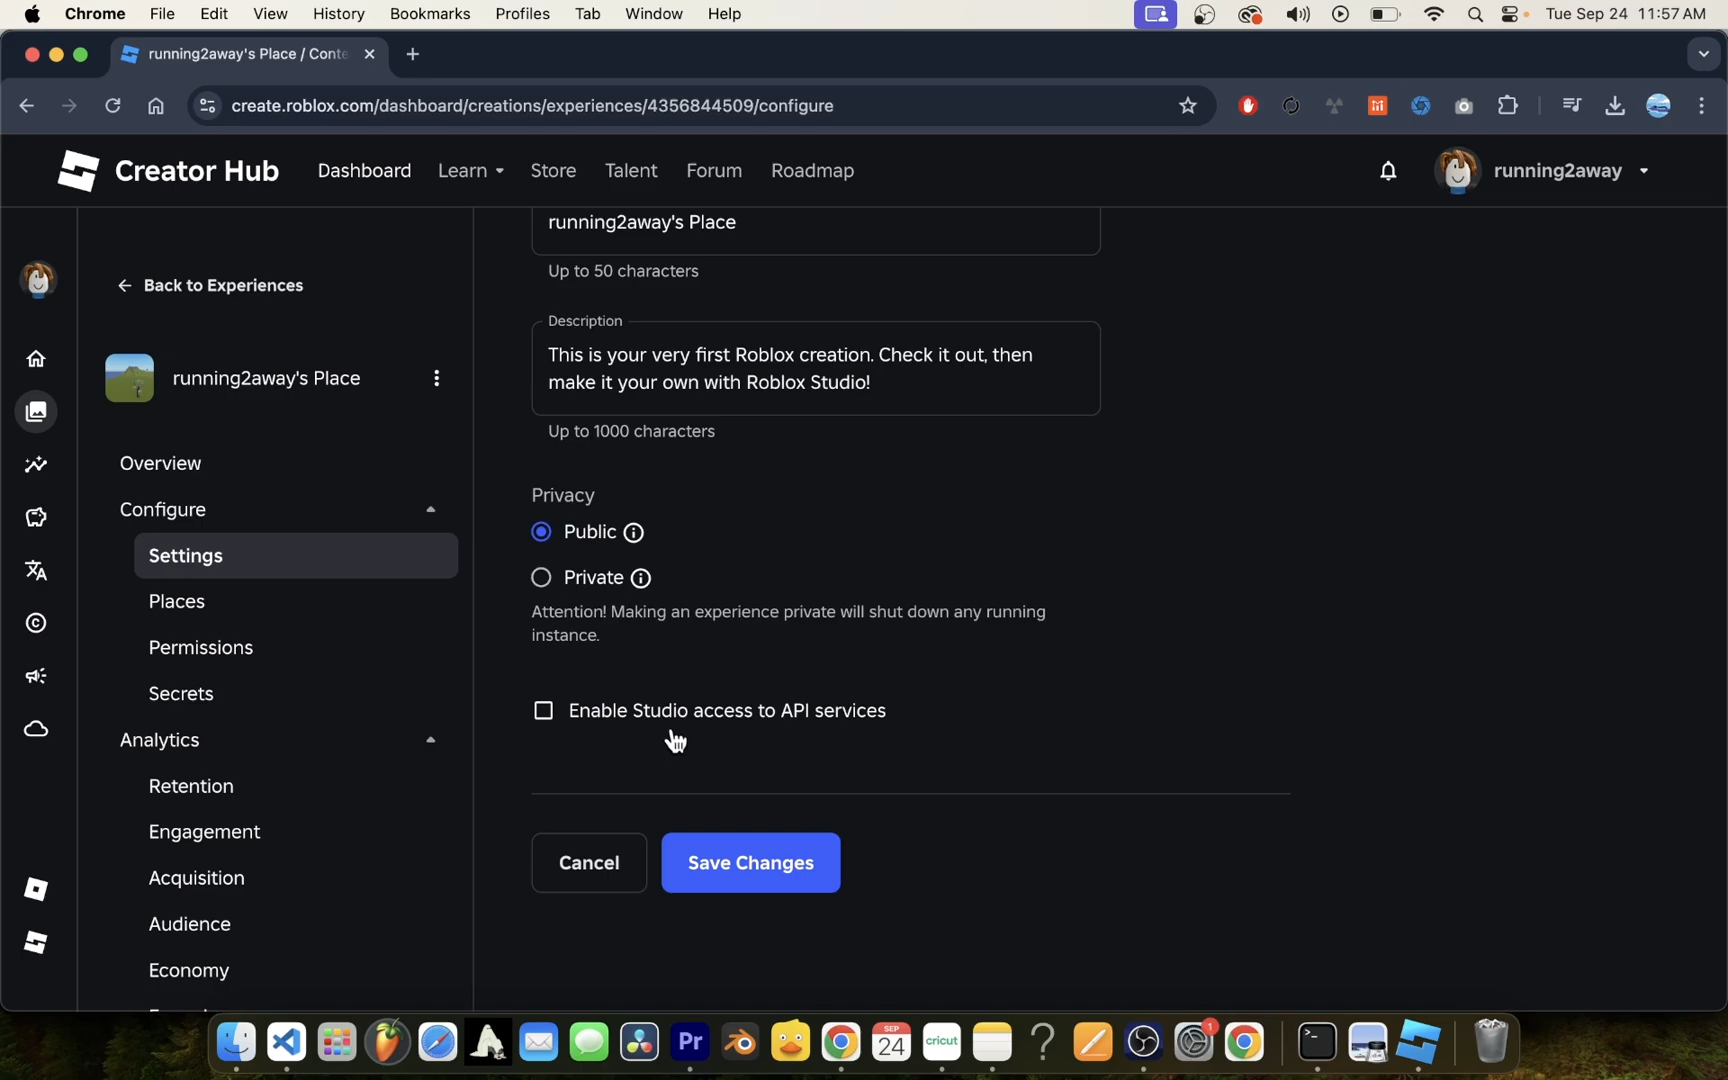 Chrome File Edit View History Bookmarks Profiles Tab Window Help Tue Sep 24 11:57 AM
running2away's Place / Conte
create.roblox.com/dashboard/creations/experiences/4356844509/configure
Creator Hub Dashboard Learn Store Talent Forum Roadmap running2away
Back to Experiences
running2away's Place
Overview
Configure
Settings
Places
Permissions
Secrets
Analytics
Retention
Engagement
Acquisition
Audience
Economy
running2away's Place
Up to 50 characters
Description
This is your very first Roblox creation. Check it out, then
make it your own with Roblox Studio!
Up to 1000 characters
Privacy
Public
Private
Attention! Making an experience private will shut down any running
instance.
Enable Studio access to API services
Cancel Save Changes
Pr SEP 24 cricut 1